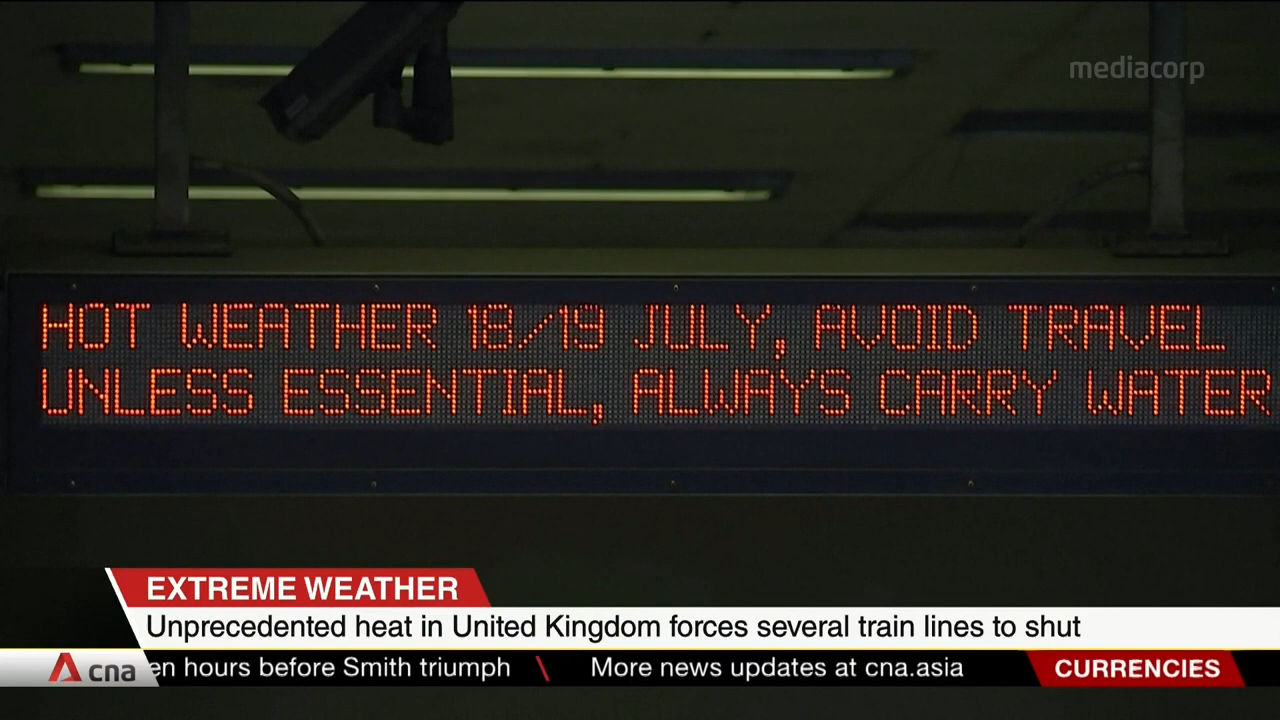 mediacorp
HOT WEATHER 18/19 JULY, AVOID TRAVEL
UNLESS ESSENTIAL, ALWAYS CARRY WATER
EXTREME WEATHER
Unprecedented heat in United Kingdom forces several train lines to shut
cna
en hours before Smith triumph \ More news updates at cna.asia
CURRENCIES